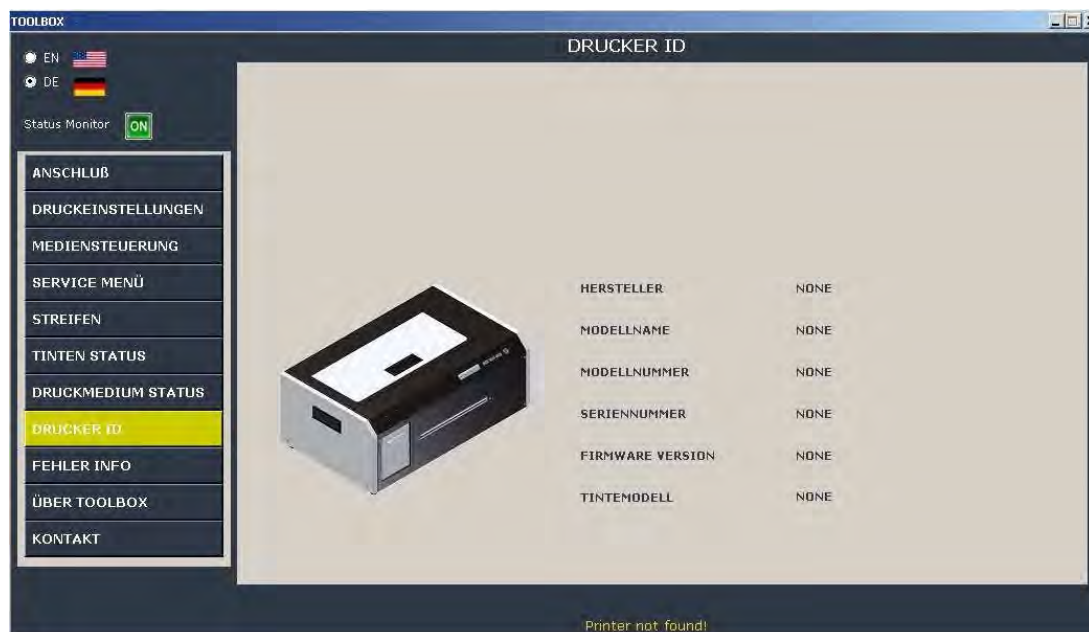 TOOLBOX
DRUCKER ID
EN
DE
Status Monitor ON
ANSCHLUß
DRUCKEINSTELLUNGEN
MEDIENSTEUERUNG
SERVICE MENÜ
STREIFEN
TINTEN STATUS
DRUCKMEDIUM STATUS
DRUCKER ID
FEHLER INFO
ÜBER TOOLBOX
KONTAKT
HERSTELLER NONE
MODELLNAME NONE
MODELLNUMMER NONE
SERIENNUMMER NONE
FIRMWARE VERSION NONE
TINTEMODELL NONE
Printer not found!